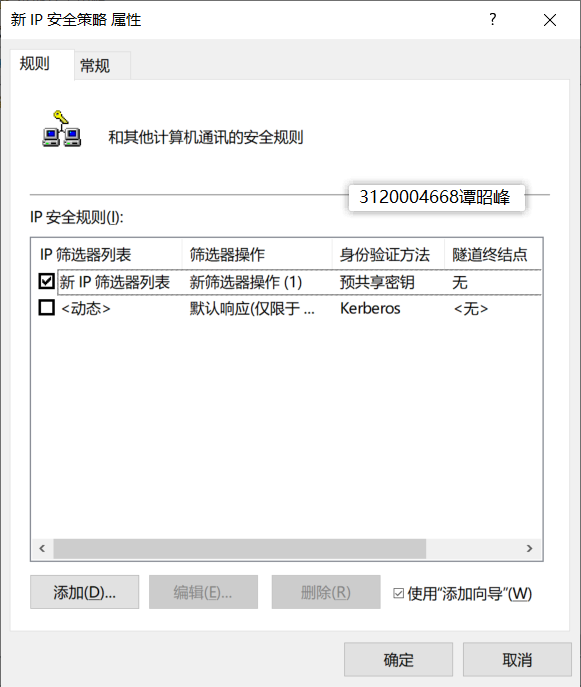 新 IP 安全策略 属性
规则 常规
和其他计算机通讯的安全规则
3120004668谭昭峰
IP 安全规则(I):
IP 筛选器列表 筛选器操作 身份验证方法 隧道终结点
新 IP 筛选器列表 新筛选器操作 (1) 预共享密钥 无
<动态> 默认响应(仅限于 ... Kerberos <无>
添加(D)... 编辑(E)... 删除(R) 使用“添加向导”(W)
确定 取消